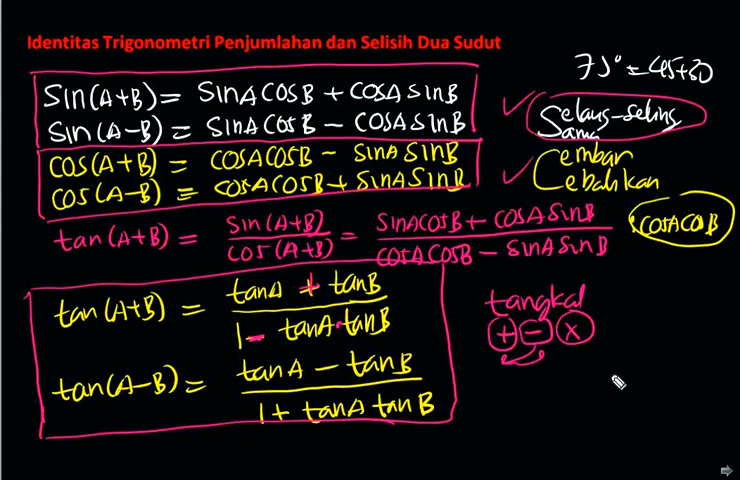 Identitas Trigonometri Penjumlahan dan Selisih Dua Sudut
75° = 45+30
Sin(A+B) = SinA CosB + CosA SinB
Sin(A-B) = SinA CosB - CosA SinB
Selang-seling
Sama
Cos(A+B) = CosA CosB - SinA SinB
Cos(A-B) = CosA CosB + SinA SinB
Cembar
Cebahkan
CosA CosB
tan(A+B) = Sin(A+B) / Cos(A+B) = SinA CosB + CosA SinB / CosA CosB - SinA SinB
tan(A+B) = tanA + tanB / 1 - tanA·tanB
tangkal
+ - x
tan(A-B) = tanA - tanB / 1 + tanA tanB